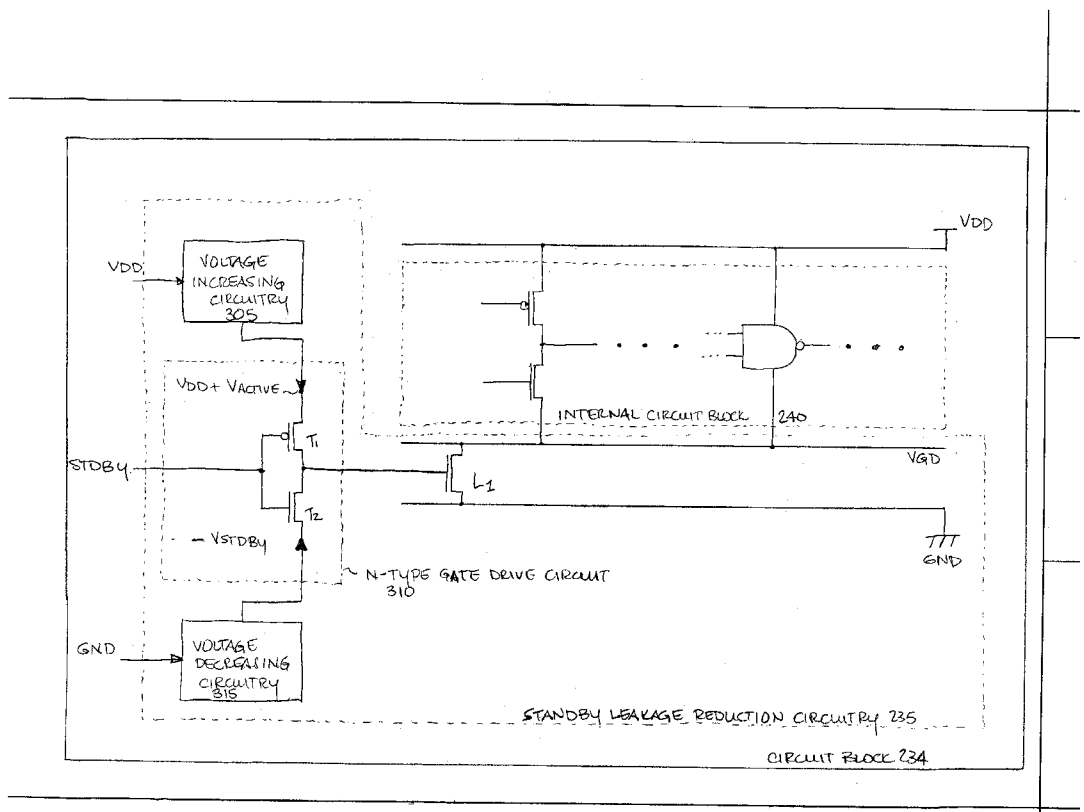 VDD
VDD
VOLTAGE
INCREASING
CIRCUITRY
305
VDD + VACTIVE
T1
INTERNAL CIRCUIT BLOCK 240
VGD
STDBY
L1
T2
- VSTDBY
GND
N-TYPE GATE DRIVE CIRCUIT
310
GND
VOLTAGE
DECREASING
CIRCUITRY
315
STANDBY LEAKAGE REDUCTION CIRCUITRY 235
CIRCUIT BLOCK 234